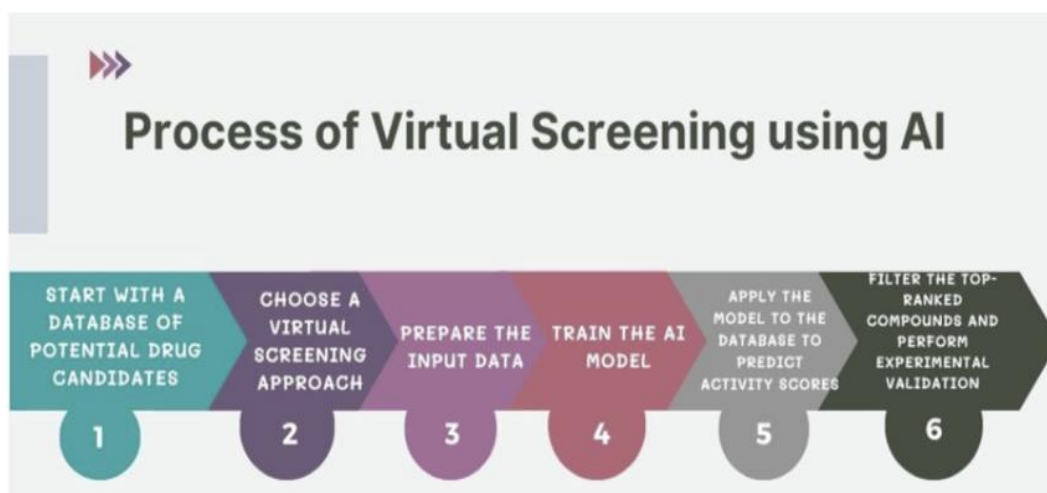 Process of Virtual Screening using AI
START WITH A
DATABASE OF
POTENTIAL DRUG
CANDIDATES
1
CHOOSE A
VIRTUAL
SCREENING
APPROACH
2
PREPARE THE
INPUT DATA
3
TRAIN THE AI
MODEL
4
APPLY THE
MODEL TO THE
DATABASE TO
PREDICT
ACTIVITY SCORES
5
FILTER THE TOP-
RANKED
COMPOUNDS AND
PERFORM
EXPERIMENTAL
VALIDATION
6